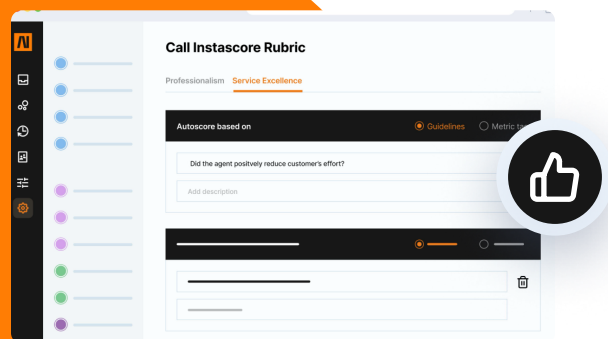 Call Instascore Rubric
Professionalism Service Excellence
Autoscore based on Guidelines Metric
Did the agent positvely reduce customer's effort?
Add description